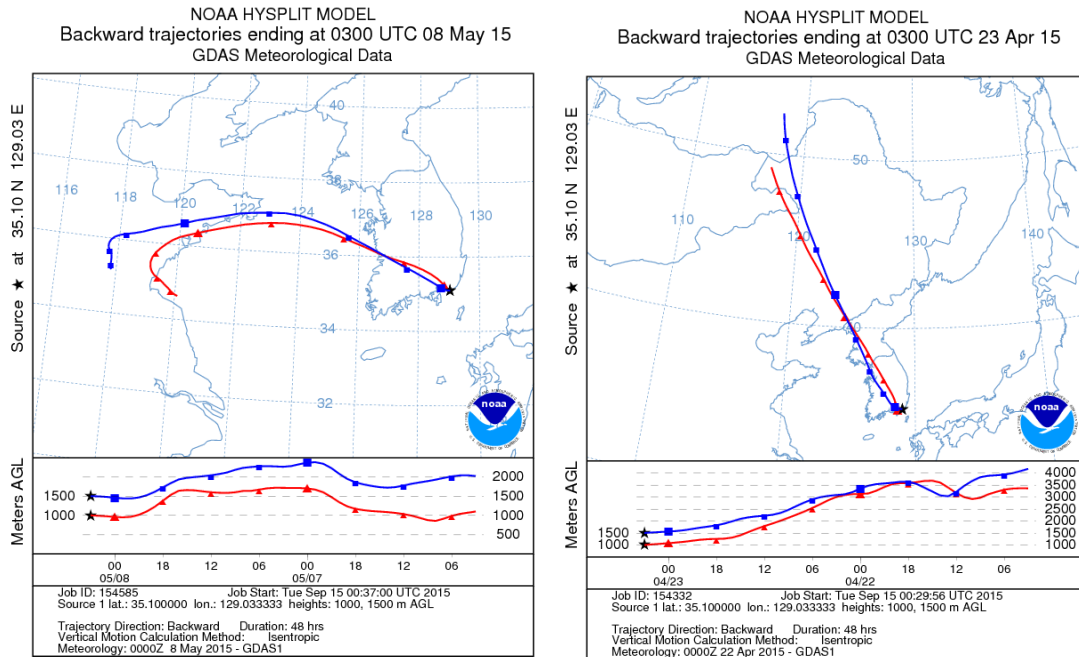 NOAA HYSPLIT MODEL
Backward trajectories ending at 0300 UTC 08 May 15
GDAS Meteorological Data
Source ★ at 35.10 N 129.03 E
40
38
116
118
120
122
124
126
128
130
36
34
32
noaa
Meters AGL
1500
1000
2000
1500
1000
500
00
18
12
06
00
18
12
06
05/08
05/07
Job ID: 154585 Job Start: Tue Sep 15 00:37:00 UTC 2015
Source 1 lat.: 35.100000 lon.: 129.033333 heights: 1000, 1500 m AGL
Trajectory Direction: Backward Duration: 48 hrs
Vertical Motion Calculation Method: Isentropic
Meteorology: 0000Z 8 May 2015 - GDAS1
NOAA HYSPLIT MODEL
Backward trajectories ending at 0300 UTC 23 Apr 15
GDAS Meteorological Data
Source ★ at 35.10 N 129.03 E
50
110
120
130
140
40
noaa
Meters AGL
1500
1000
4000
3500
3000
2500
2000
1500
1000
00
18
12
06
00
18
12
06
04/23
04/22
Job ID: 154332 Job Start: Tue Sep 15 00:29:56 UTC 2015
Source 1 lat.: 35.100000 lon.: 129.033333 heights: 1000, 1500 m AGL
Trajectory Direction: Backward Duration: 48 hrs
Vertical Motion Calculation Method: Isentropic
Meteorology: 0000Z 22 Apr 2015 - GDAS1